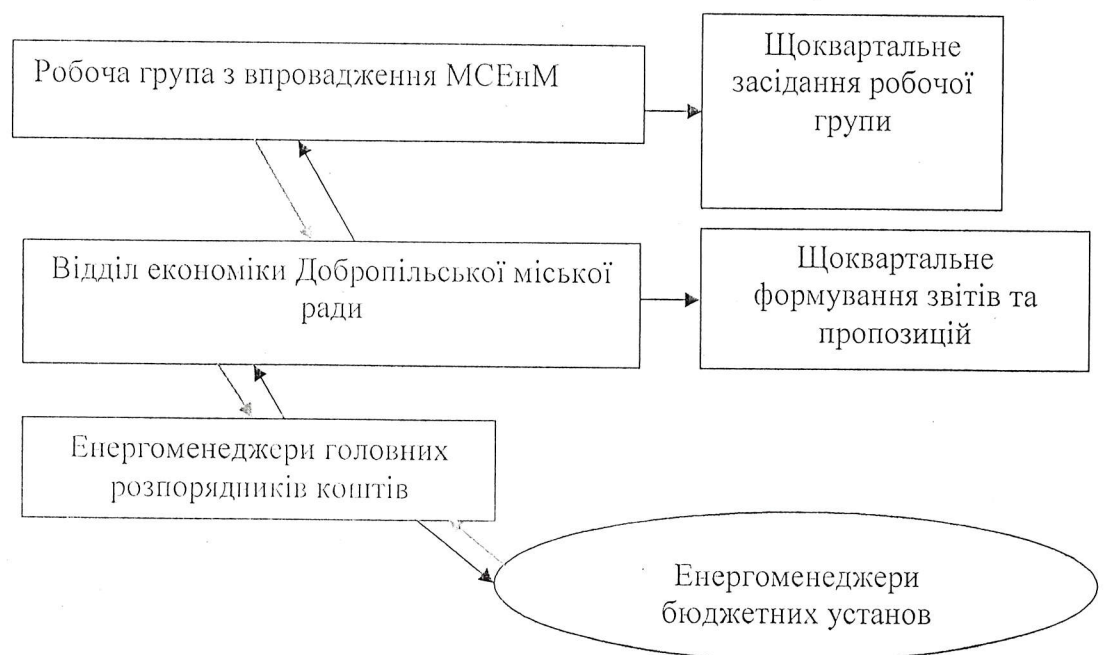 Робоча група з впровадження МСЕнМ
Щоквартальне
засідання робочої
групи
Відділ економіки Добропільської міської
ради
Щоквартальне
формування звітів та
пропозицій
Енергоменеджери головних
розпорядників коштів
Енергоменеджери
бюджетних установ